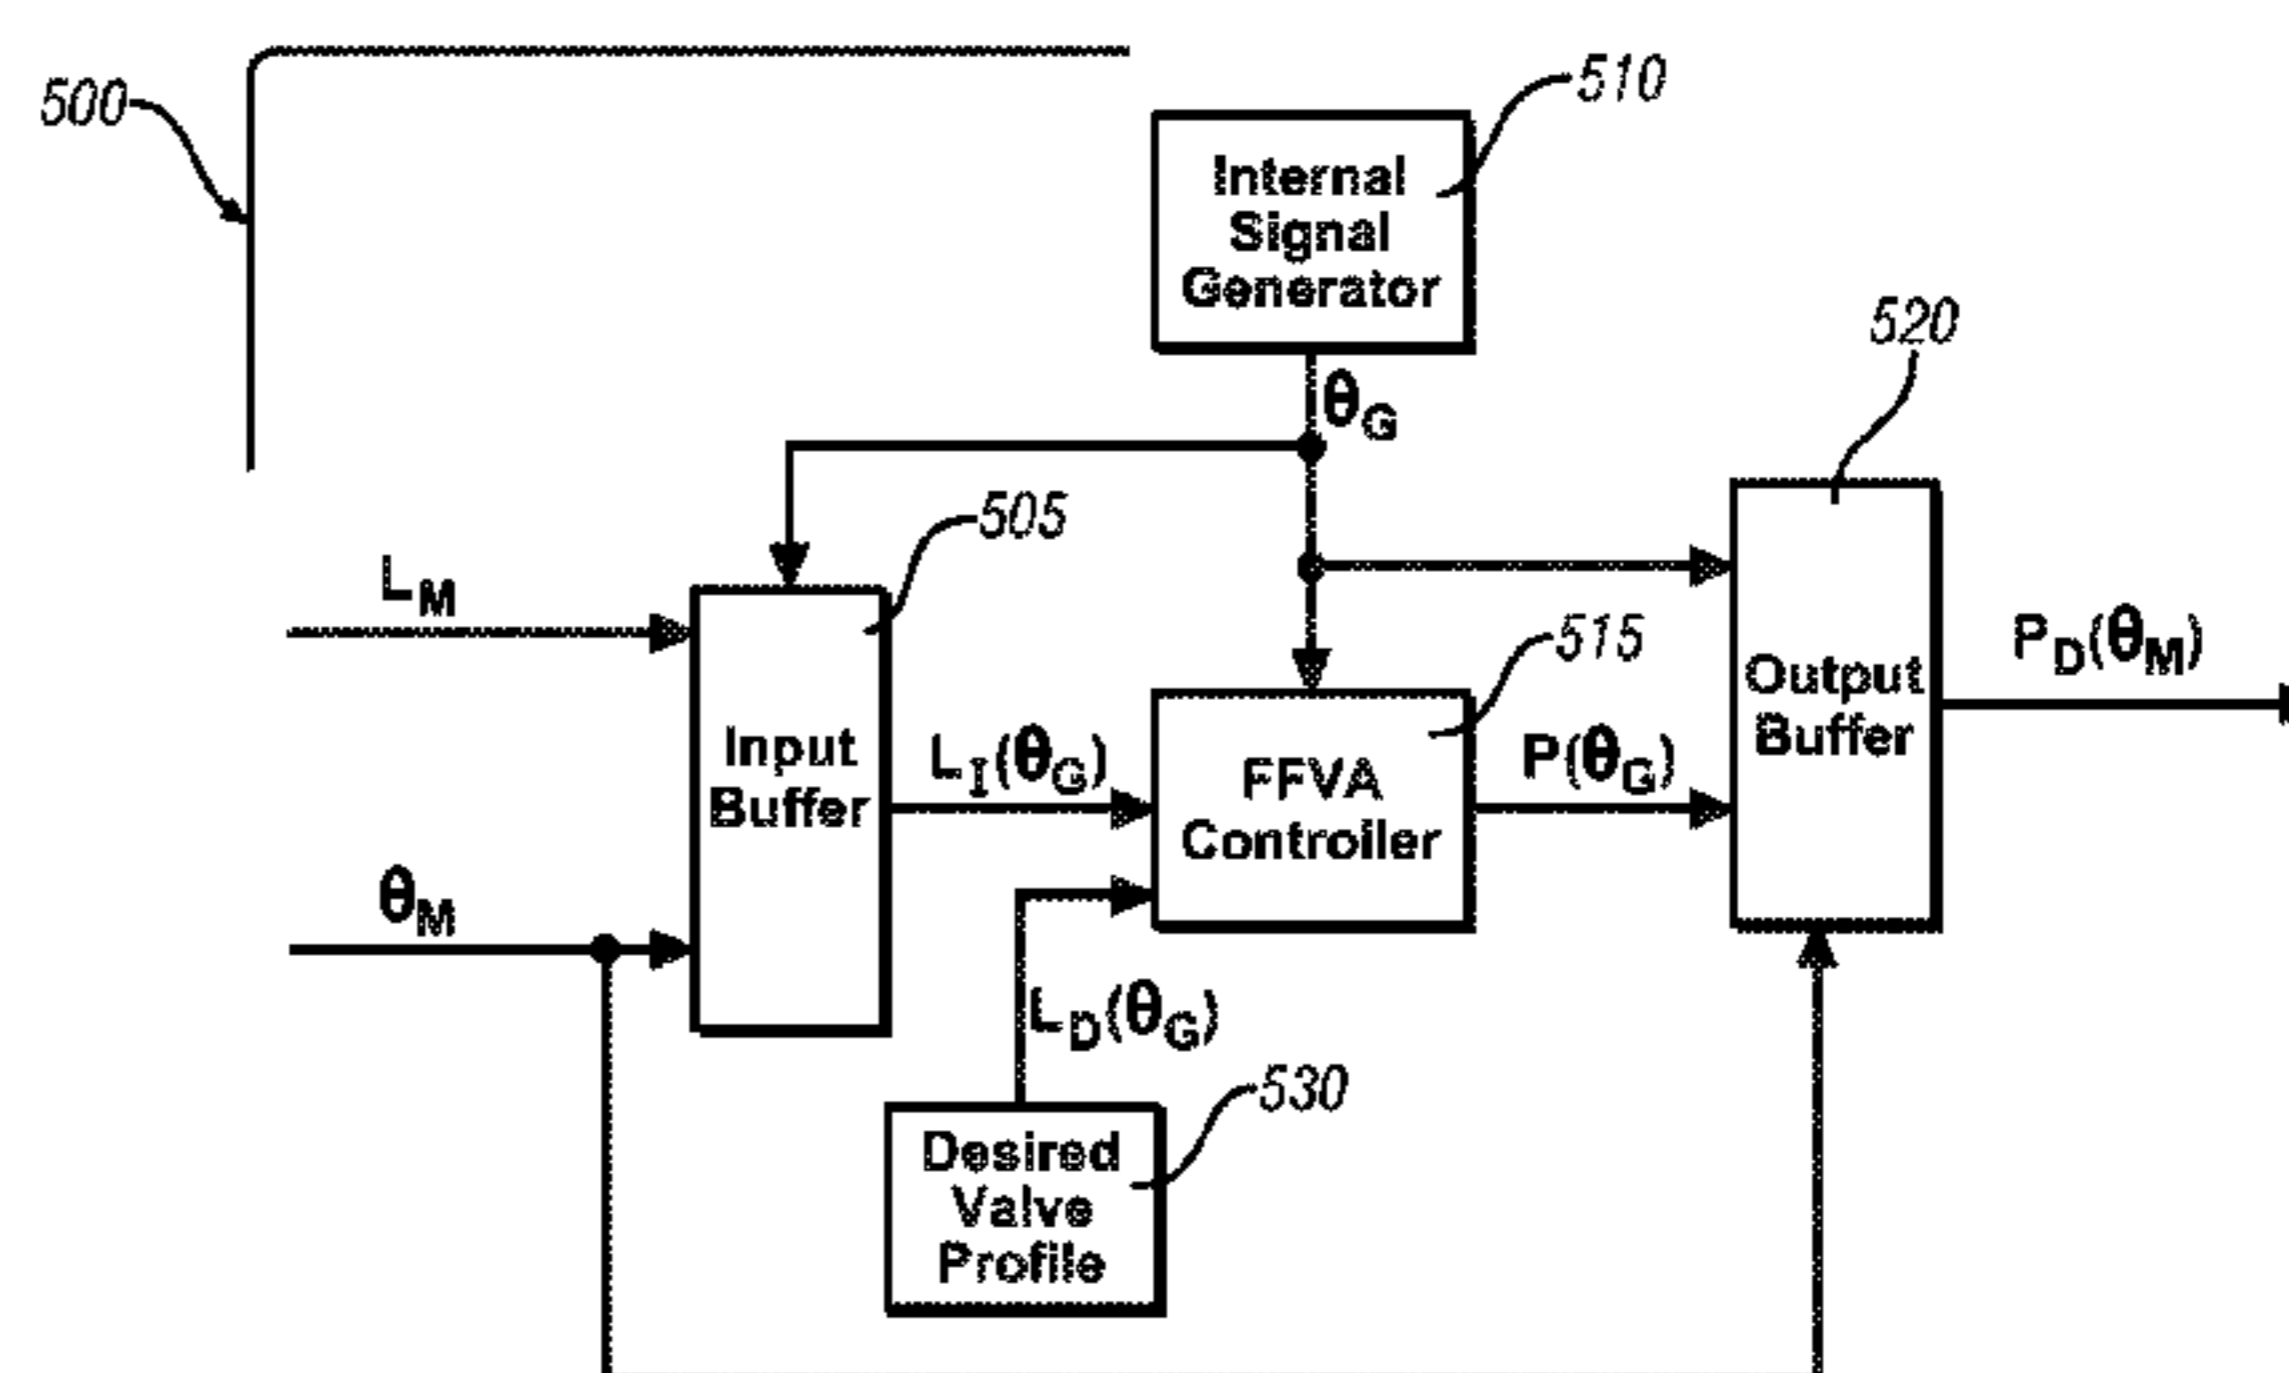 500
510
Internal
Signal
Generator
θG
520
505
LM
515
PD(θM)
Output
Buffer
Input
Buffer
LI(θG)
FFVA
Controller
P(θG)
θM
LD(θG)
530
Desired
Valve
Profile